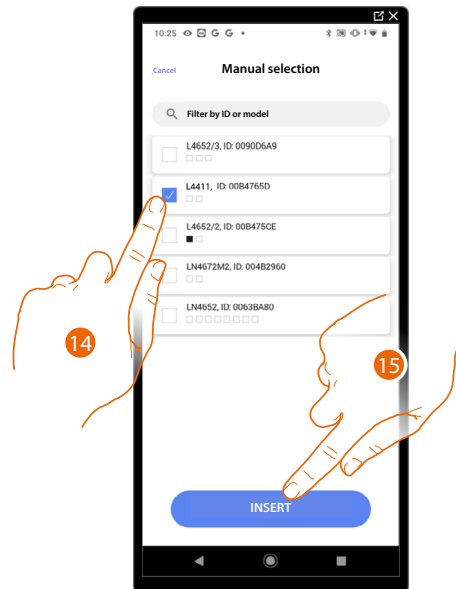 10:25 G G
Cancel
Manual selection
Filter by ID or model
L4652/3, ID: 0090D6A9
L4411, ID: 00B4765D
L4652/2, ID: 00B475CE
LN4672M2, ID: 004B2960
LN4652, ID: 0063BA80
14
15
INSERT